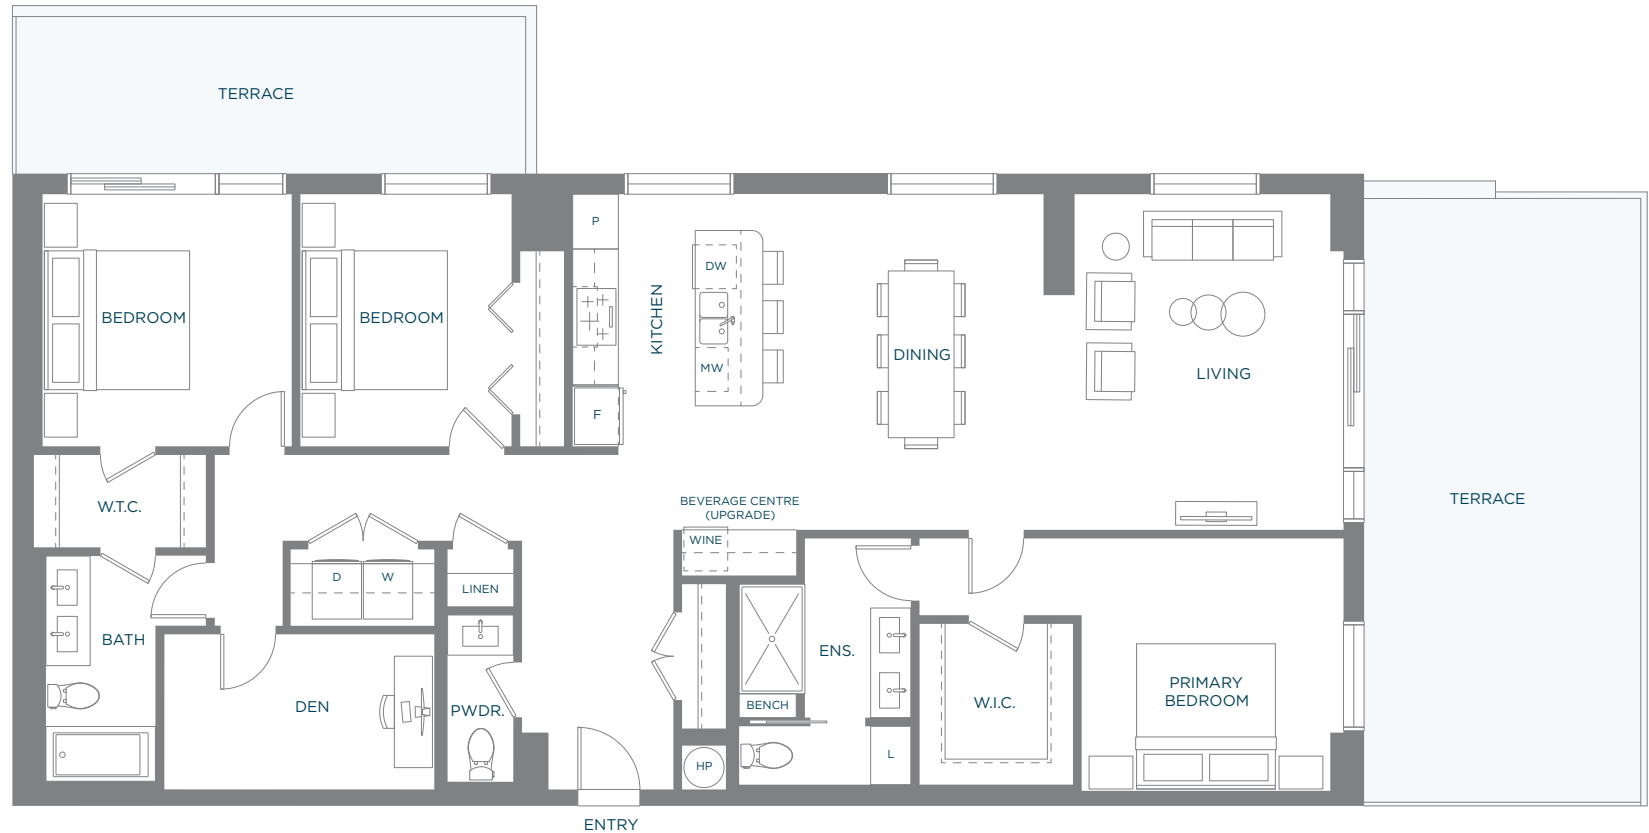 TERRACE
P
DW
KITCHEN
BEDROOM
BEDROOM
DINING
MW
LIVING
F
W.T.C.
BEVERAGE CENTRE
(UPGRADE)
WINE
TERRACE
D
W
LINEN
BATH
ENS.
DEN
PWDR.
BENCH
W.I.C.
PRIMARY
BEDROOM
L
HP
ENTRY